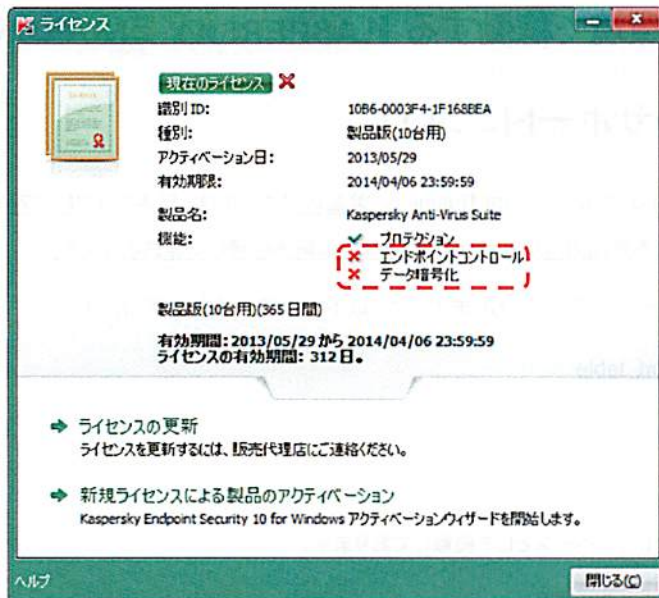 ライセンス
現在のライセンス
識別 ID: 10B6-0003F4-1F168BEA
種別: 製品版(10台用)
アクティベーション日: 2013/05/29
有効期限: 2014/04/06 23:59:59
製品名: Kaspersky Anti-Virus Suite
機能: プロテクション
エンドポイントコントロール
データ暗号化
製品版(10台用)(365 日間)
有効期間: 2013/05/29 から 2014/04/06 23:59:59
ライセンスの有効期間: 312 日。
ライセンスの更新
ライセンスを更新するには、販売代理店にご連絡ください。
新規ライセンスによる製品のアクティベーション
Kaspersky Endpoint Security 10 for Windows アクティベーションウィザードを開始します。
ヘルプ
閉じる(C)